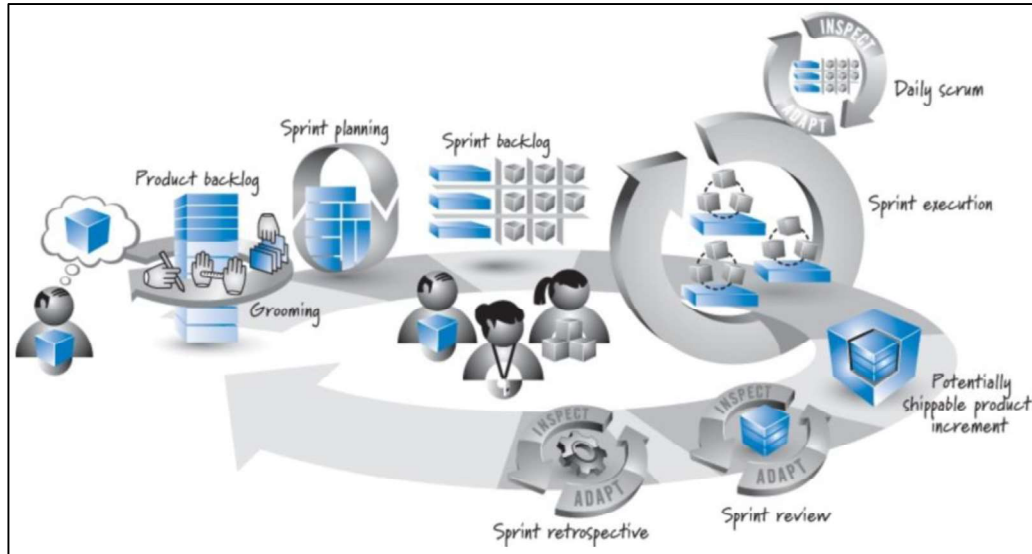 INSPECT
ADAPT
Daily scrum
Sprint planning
Sprint backlog
Product backlog
Sprint execution
Grooming
Potentially
shippable product
increment
INSPECT
ADAPT
Sprint review
INSPECT
ADAPT
Sprint retrospective